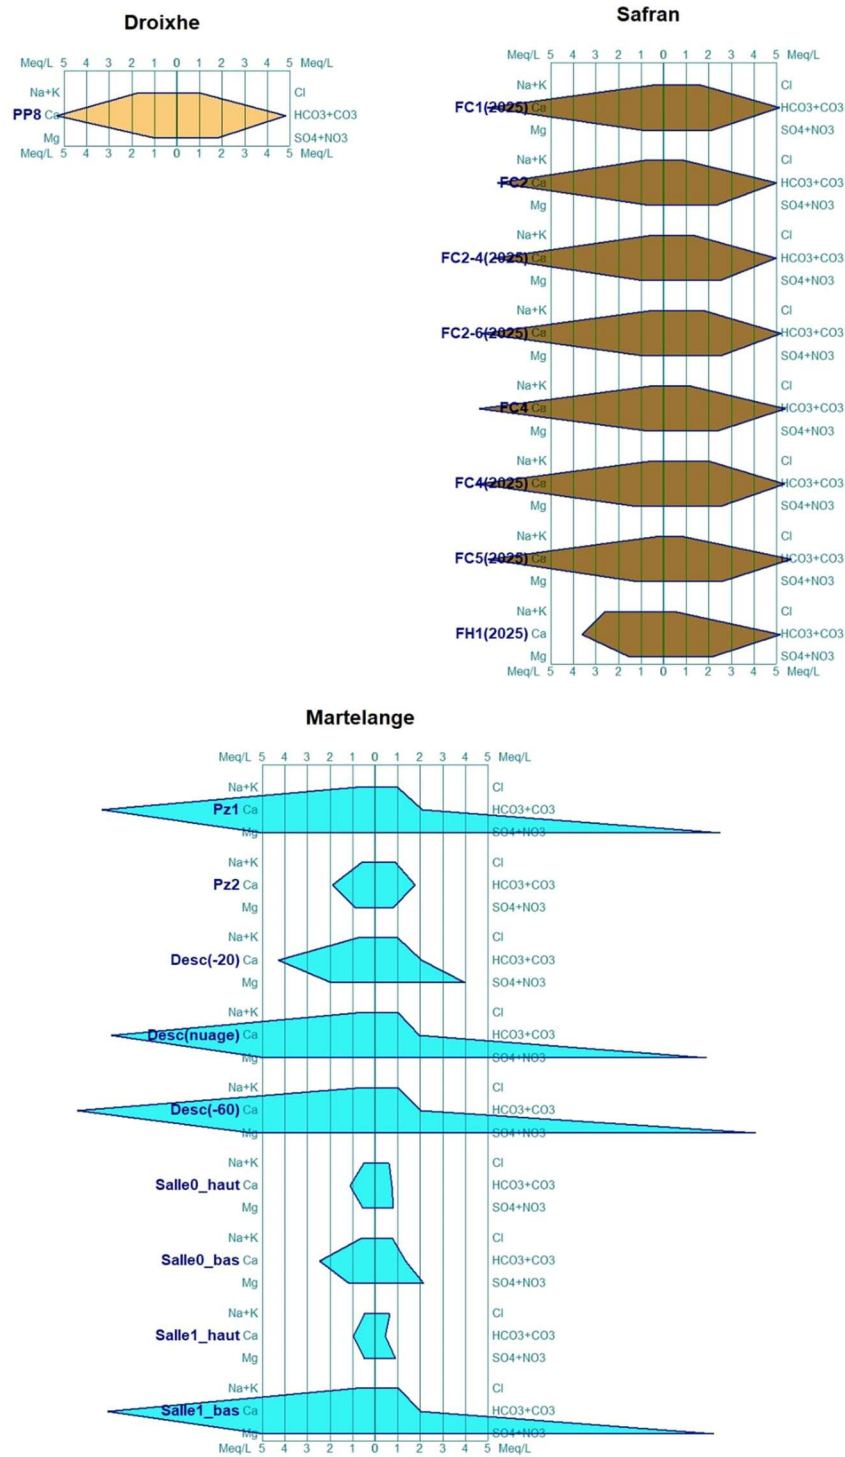 Droixhe
Meq/L 5 4 3 2 1 0 1 2 3 4 5 Meq/L
Na+K Cl
PP8 Ca HCO3+CO3
Mg SO4+NO3
Meq/L 5 4 3 2 1 0 1 2 3 4 5 Meq/L
Safran
Meq/L 5 4 3 2 1 0 1 2 3 4 5 Meq/L
Na+K Cl
FC1(2025) Ca HCO3+CO3
Mg SO4+NO3
Na+K Cl
FC2 Ca HCO3+CO3
Mg SO4+NO3
Na+K Cl
FC2-4(2025) Ca HCO3+CO3
Mg SO4+NO3
Na+K Cl
FC2-6(2025) Ca HCO3+CO3
Mg SO4+NO3
Na+K Cl
FC4 Ca HCO3+CO3
Mg SO4+NO3
Na+K Cl
FC4(2025) Ca HCO3+CO3
Mg SO4+NO3
Na+K Cl
FC5(2025) Ca HCO3+CO3
Mg SO4+NO3
Na+K Cl
FH1(2025) Ca HCO3+CO3
Mg SO4+NO3
Meq/L 5 4 3 2 1 0 1 2 3 4 5 Meq/L
Martelange
Meq/L 5 4 3 2 1 0 1 2 3 4 5 Meq/L
Na+K Cl
Pz1 Ca HCO3+CO3
Mg SO4+NO3
Na+K Cl
Pz2 Ca HCO3+CO3
Mg SO4+NO3
Na+K Cl
Desc(-20) Ca HCO3+CO3
Mg SO4+NO3
Na+K Cl
Desc(nuage) Ca HCO3+CO3
Mg SO4+NO3
Na+K Cl
Desc(-60) Ca HCO3+CO3
Mg SO4+NO3
Na+K Cl
Salle0_haut Ca HCO3+CO3
Mg SO4+NO3
Na+K Cl
Salle0_bas Ca HCO3+CO3
Mg SO4+NO3
Na+K Cl
Salle1_haut Ca HCO3+CO3
Mg SO4+NO3
Na+K Cl
Salle1_bas Ca HCO3+CO3
Mg SO4+NO3
Meq/L 5 4 3 2 1 0 1 2 3 4 5 Meq/L